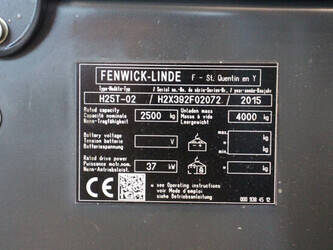 FENWICK-LINDE F - St. Quentin en Y
Type-Modèle-Typ / Serial no.-No. de série-Serien-Nr. / year-année-Baujahr
H25T-02 / H2X392F02072 / 2015
Rated capacity
Capacité nominale 2500 kg
Nenn-Tragfähigkeit
Unladen mass
Masse à vide 4000 kg
Leergewicht
Battery voltage
Tension batterie V
Batteriespannung
max kg
min kg
Rated drive power
Puissance motr.nom. 37 kW
Nenn-Antriebsleist.
kg
CE
see Operating instructions
voir Mode d'emploi
siehe Betriebsanleitung
000 938 45 12